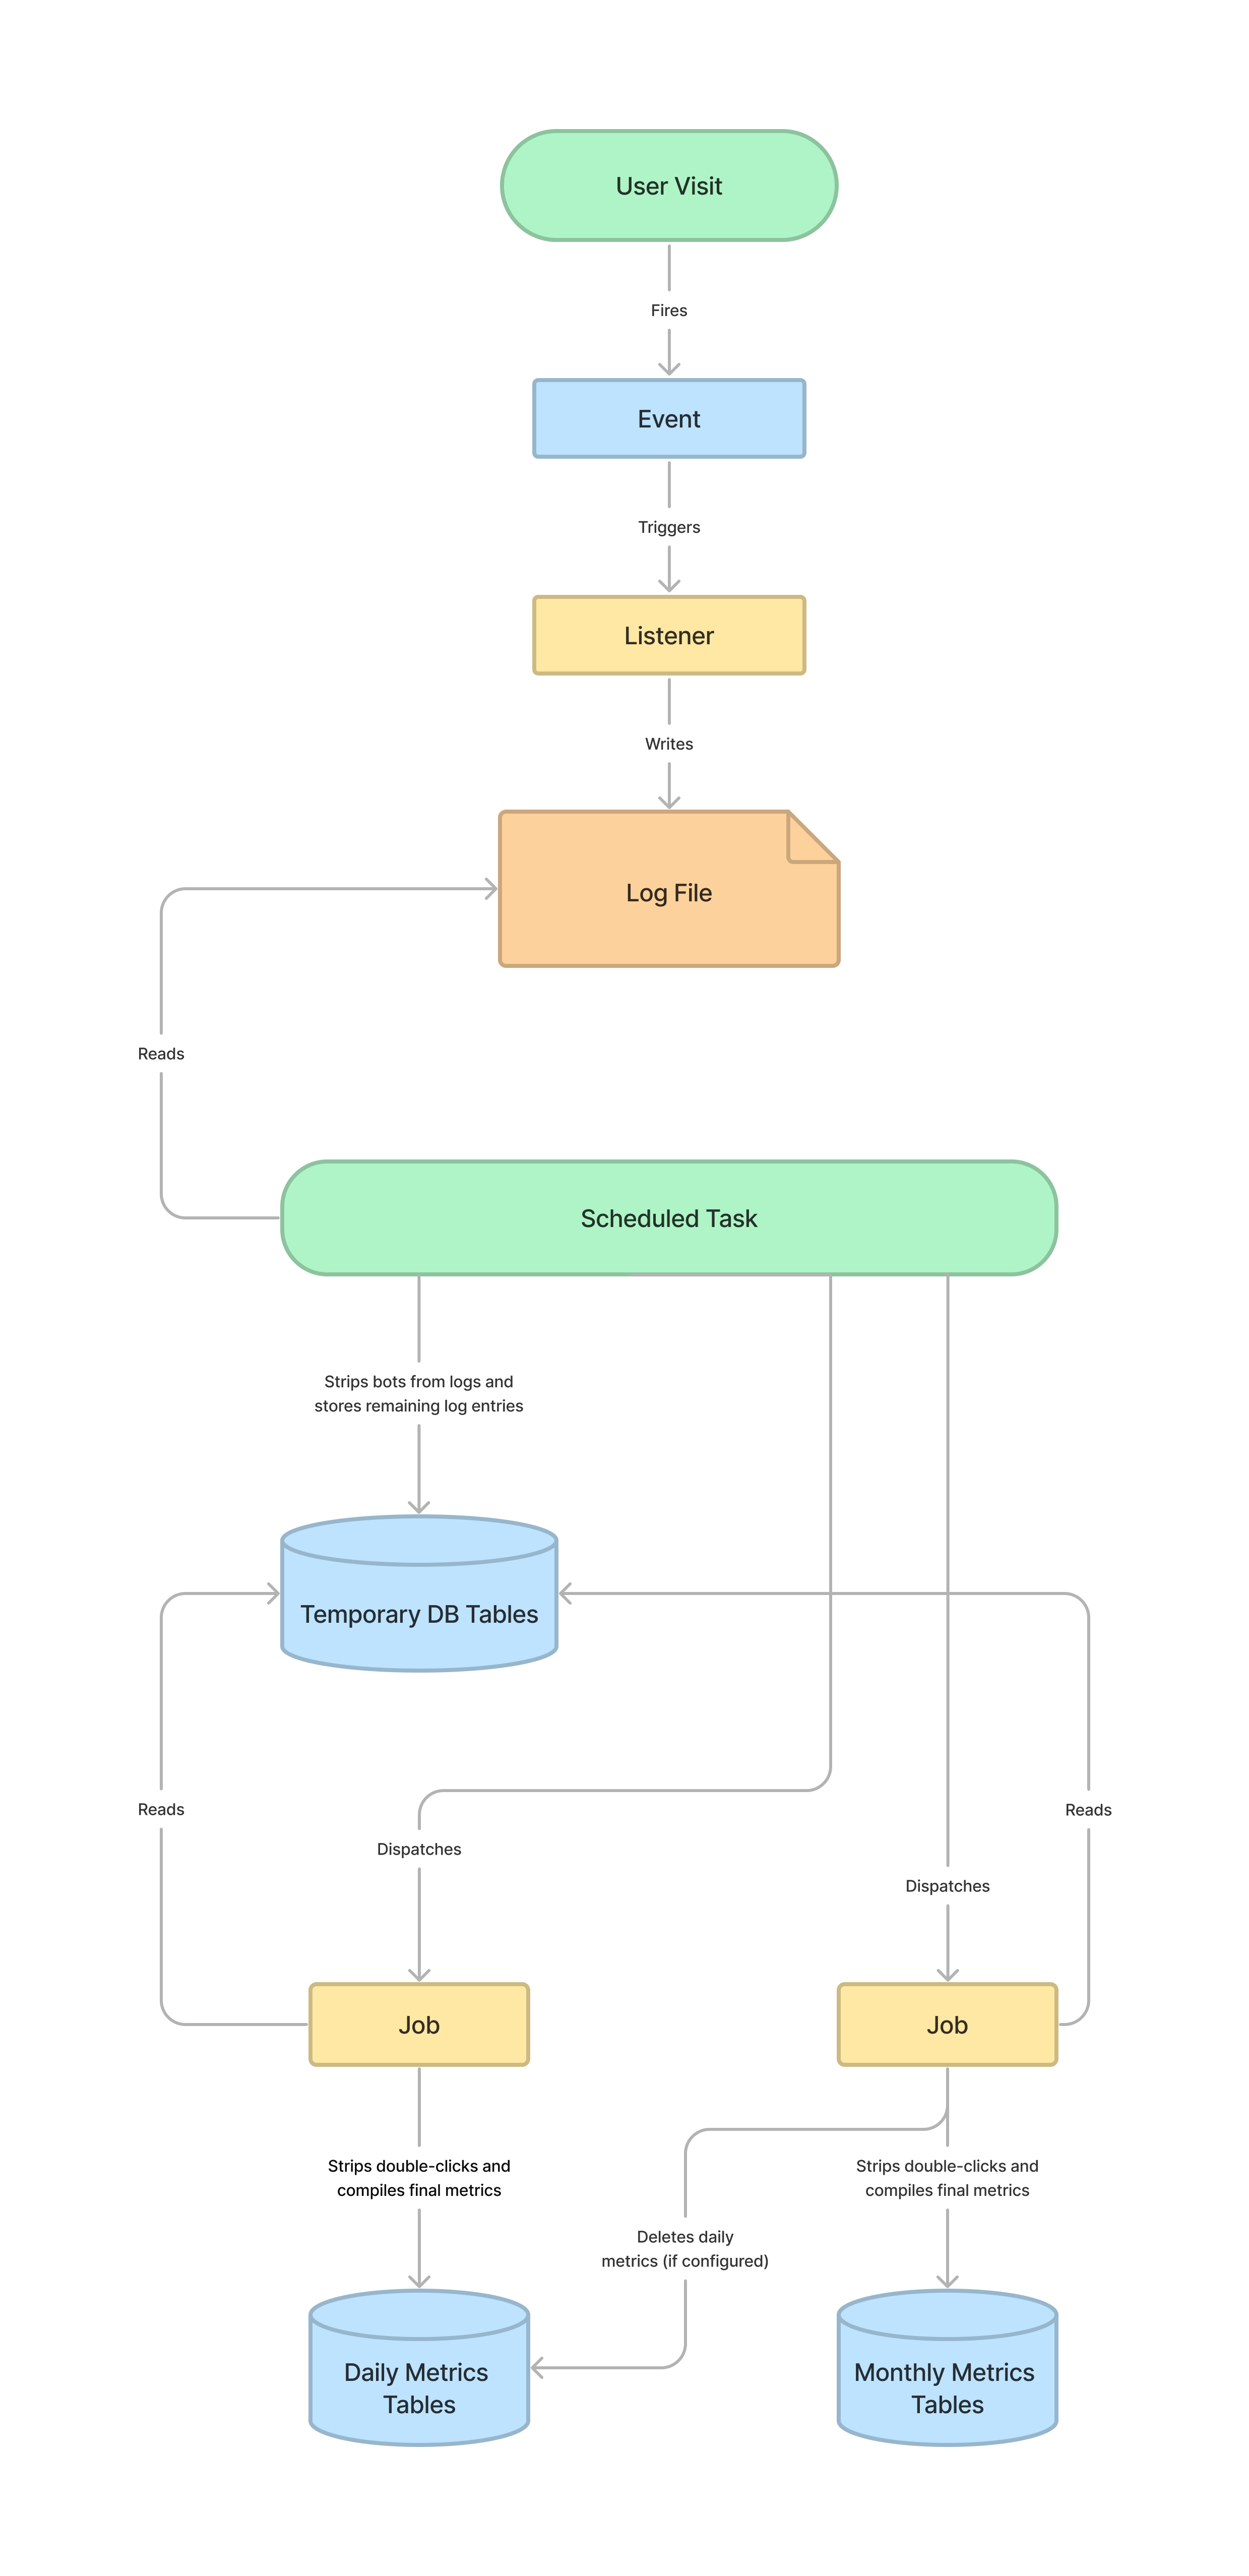 User Visit
Fires
Event
Triggers
Listener
Writes
Log File
Reads
Scheduled Task
Strips bots from logs and
stores remaining log entries
Temporary DB Tables
Reads
Reads
Dispatches
Dispatches
Job
Job
Strips double-clicks and
compiles final metrics
Strips double-clicks and
compiles final metrics
Deletes daily
metrics (if configured)
Daily Metrics
Tables
Monthly Metrics
Tables